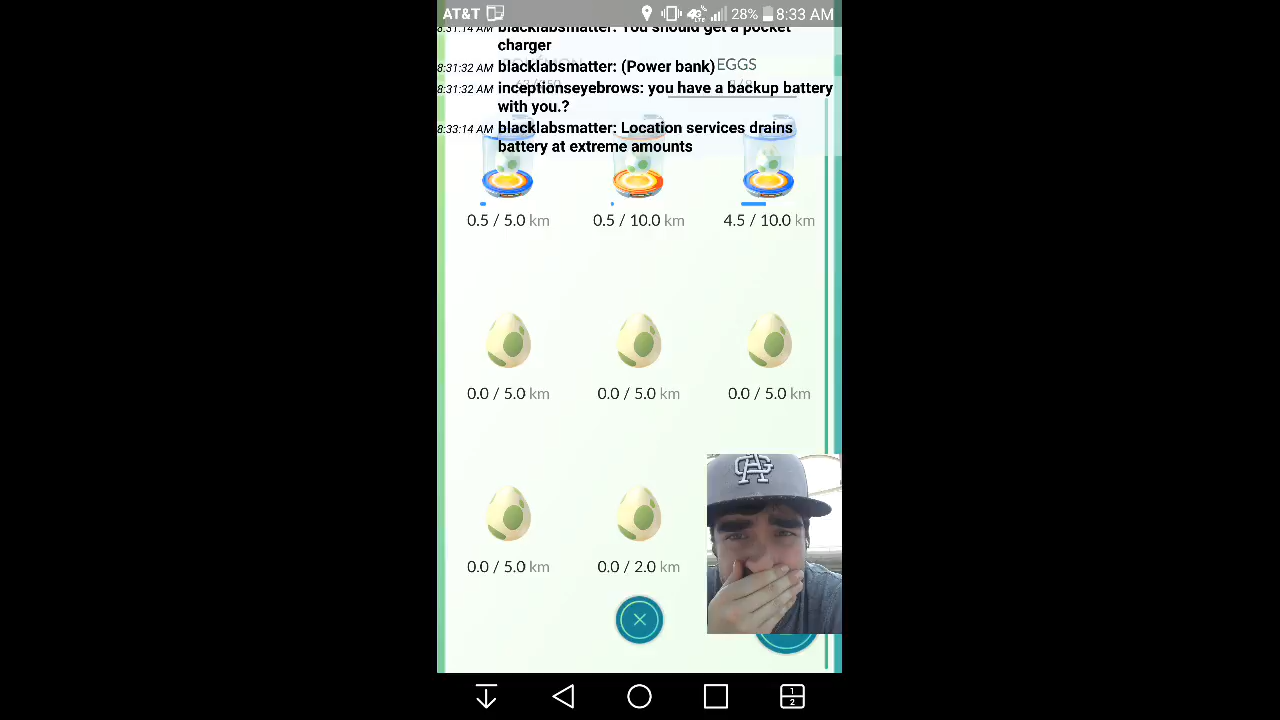 AT&T 28% 8:33 AM
8:31:14 AM blacklabsmatter: You should get a pocket
charger
8:31:32 AM blacklabsmatter: (Power bank)
EGGS
8:31:32 AM inceptionseyebrows: you have a backup battery
with you.?
8:33:14 AM blacklabsmatter: Location services drains
battery at extreme amounts
0.5 / 5.0 km 0.5 / 10.0 km 4.5 / 10.0 km
0.0 / 5.0 km 0.0 / 5.0 km 0.0 / 5.0 km
0.0 / 5.0 km 0.0 / 2.0 km